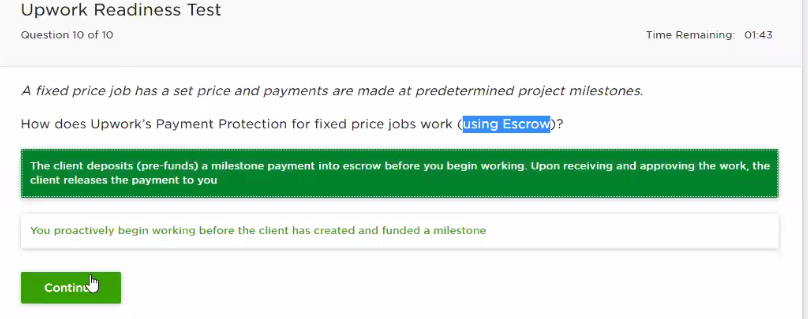 Upwork Readiness Test
Question 10 of 10
Time Remaining: 01:43
A fixed price job has a set price and payments are made at predetermined project milestones.
How does Upwork's Payment Protection for fixed price jobs work (using Escrow)?
The client deposits (pre-funds) a milestone payment into escrow before you begin working. Upon receiving and approving the work, the
client releases the payment to you
You proactively begin working before the client has created and funded a milestone
Continue